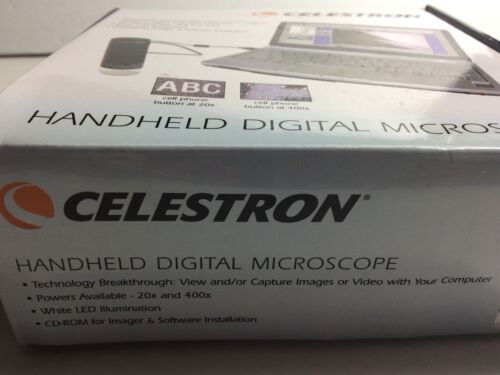 ABC
cell phone
button at 20x
cell phone
button at 400x
HANDHELD DIGITAL MICROS
CELESTRON®
HANDHELD DIGITAL MICROSCOPE
• Technology Breakthrough: View and/or Capture Images or Video with Your Computer
• Powers Available - 20x and 400x
• White LED Illumination
• CD-ROM for Imager & Software Installation